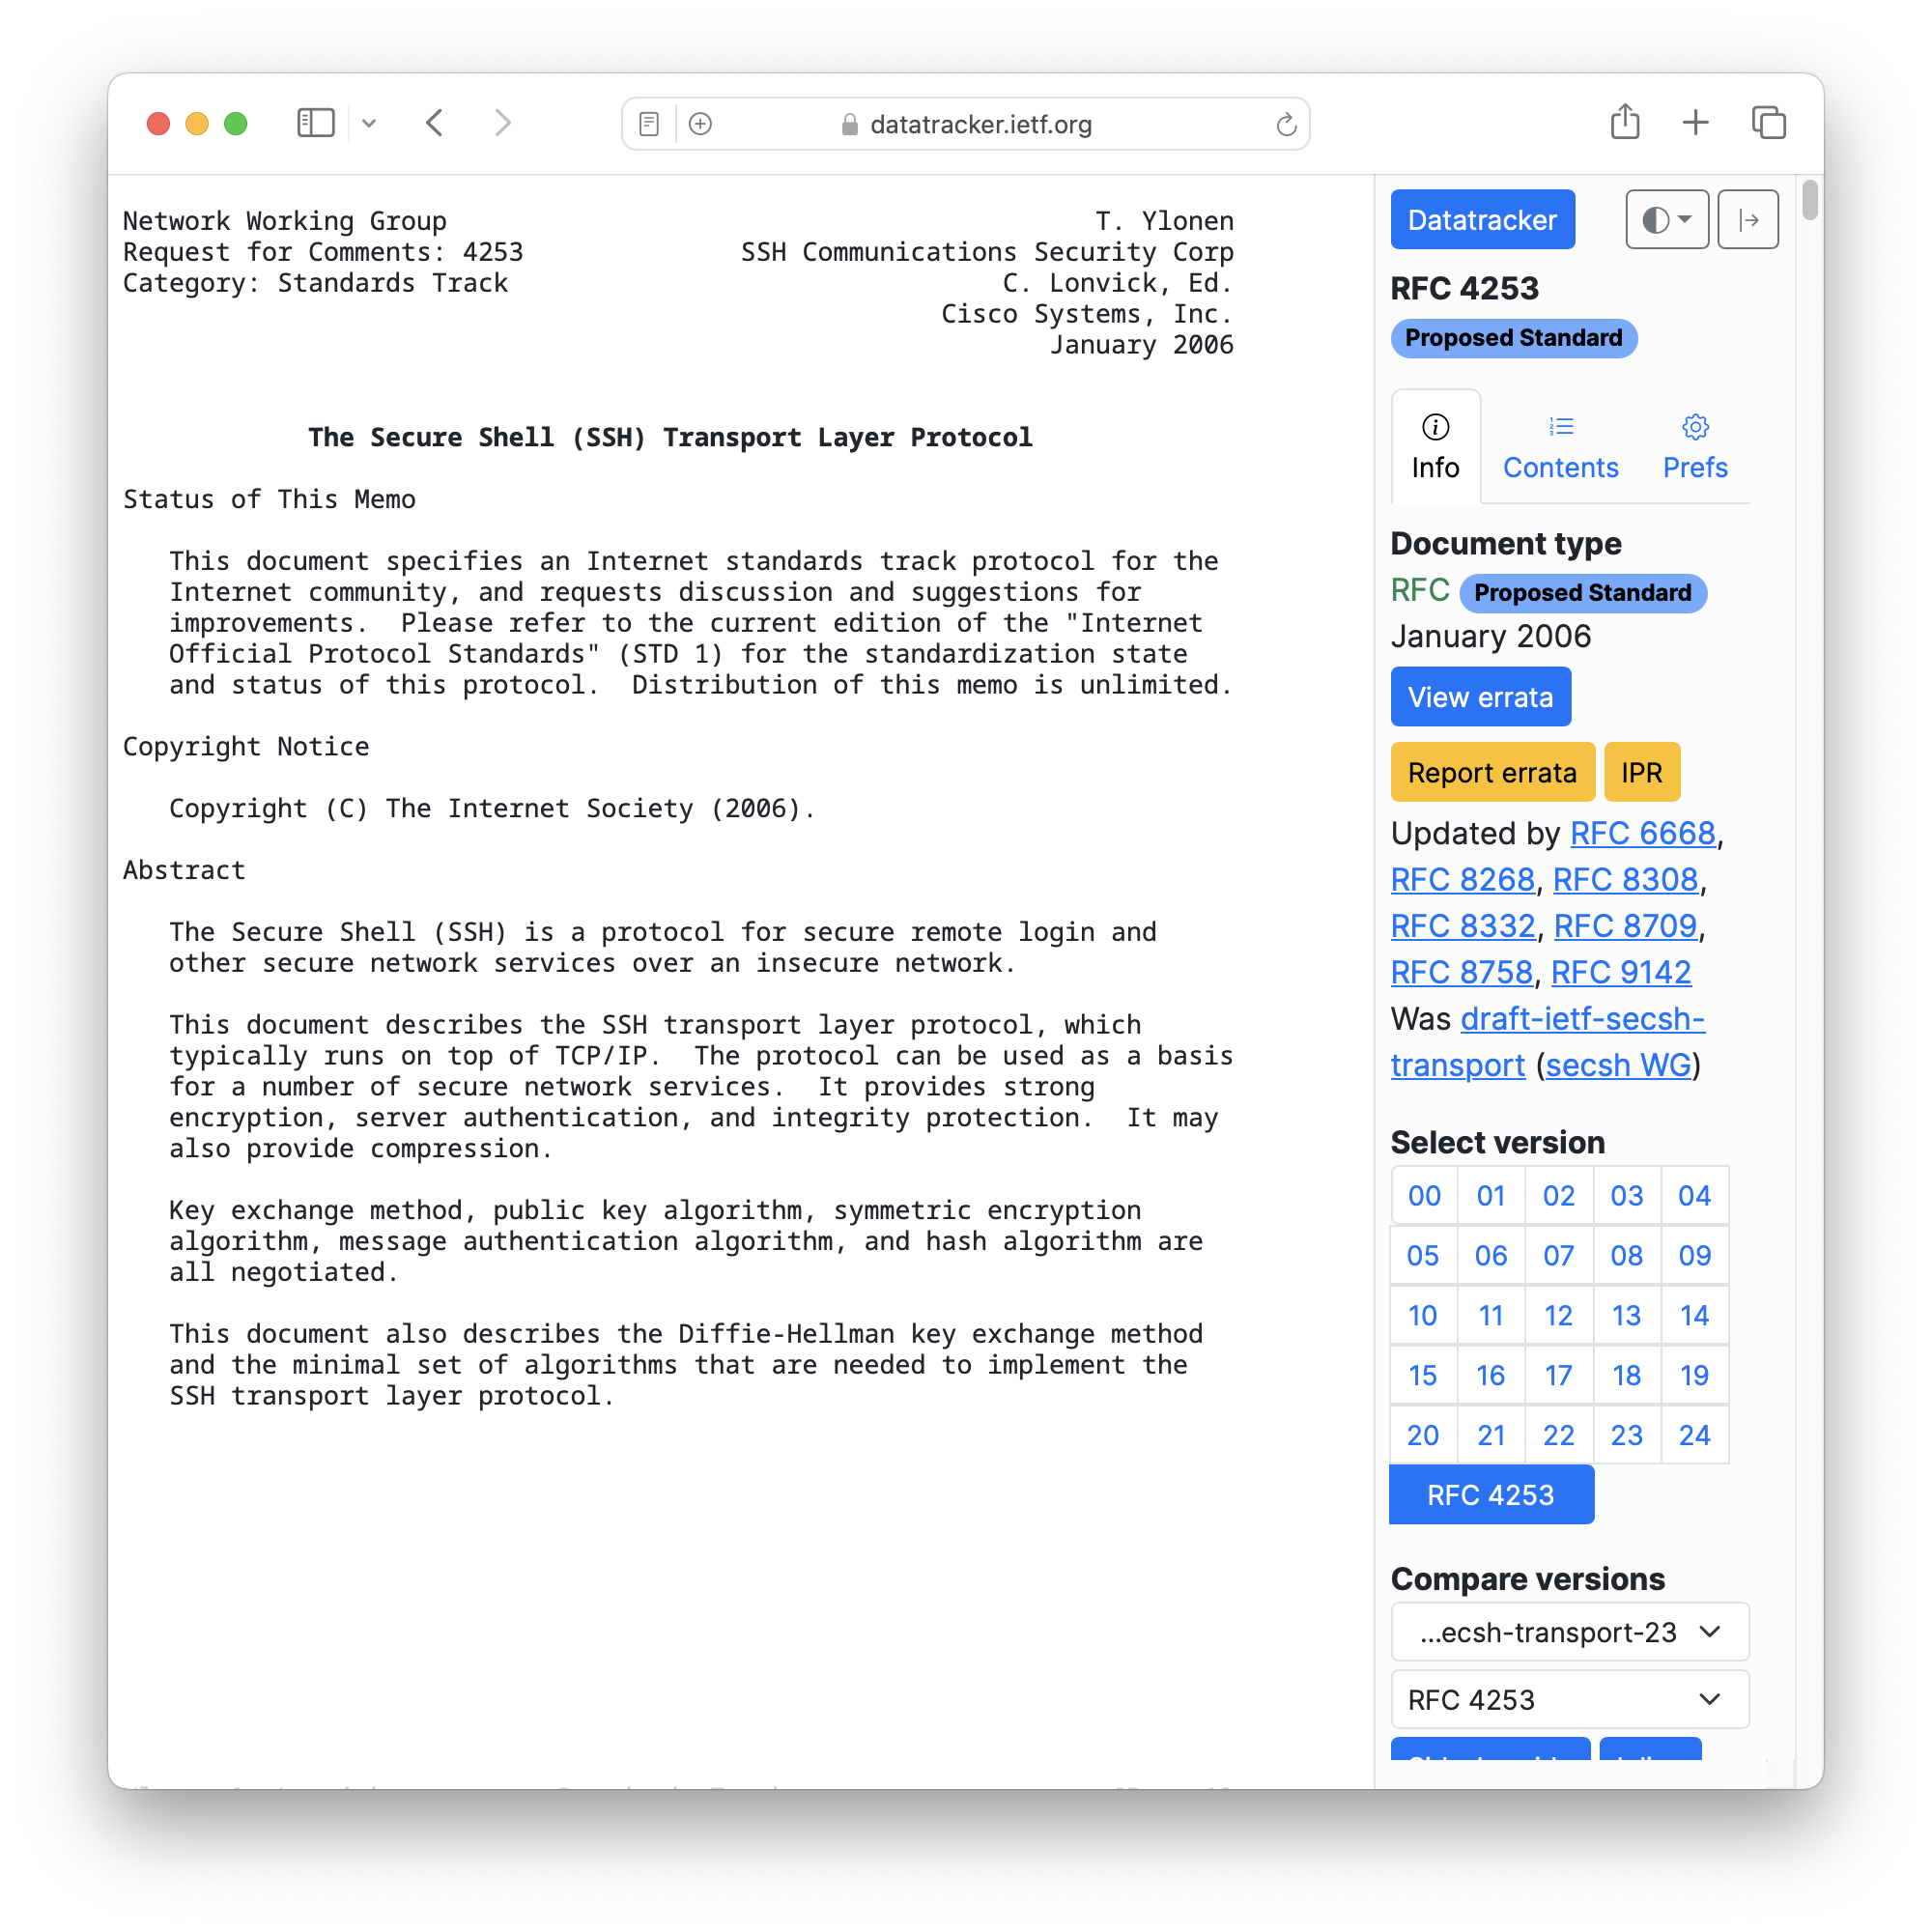 datatracker.ietf.org
Network Working Group T. Ylonen
Request for Comments: 4253 SSH Communications Security Corp
Category: Standards Track C. Lonvick, Ed.
Cisco Systems, Inc.
January 2006
The Secure Shell (SSH) Transport Layer Protocol
Status of This Memo
This document specifies an Internet standards track protocol for the
Internet community, and requests discussion and suggestions for
improvements. Please refer to the current edition of the "Internet
Official Protocol Standards" (STD 1) for the standardization state
and status of this protocol. Distribution of this memo is unlimited.
Copyright Notice
Copyright (C) The Internet Society (2006).
Abstract
The Secure Shell (SSH) is a protocol for secure remote login and
other secure network services over an insecure network.
This document describes the SSH transport layer protocol, which
typically runs on top of TCP/IP. The protocol can be used as a basis
for a number of secure network services. It provides strong
encryption, server authentication, and integrity protection. It may
also provide compression.
Key exchange method, public key algorithm, symmetric encryption
algorithm, message authentication algorithm, and hash algorithm are
all negotiated.
This document also describes the Diffie-Hellman key exchange method
and the minimal set of algorithms that are needed to implement the
SSH transport layer protocol.
Datatracker
RFC 4253
Proposed Standard
Info Contents Prefs
Document type
RFC Proposed Standard
January 2006
View errata
Report errata IPR
Updated by RFC 6668,
RFC 8268, RFC 8308,
RFC 8332, RFC 8709,
RFC 8758, RFC 9142
Was draft-ietf-secsh-
transport (secsh WG)
Select version
00 01 02 03 04
05 06 07 08 09
10 11 12 13 14
15 16 17 18 19
20 21 22 23 24
RFC 4253
Compare versions
...ecsh-transport-23
RFC 4253